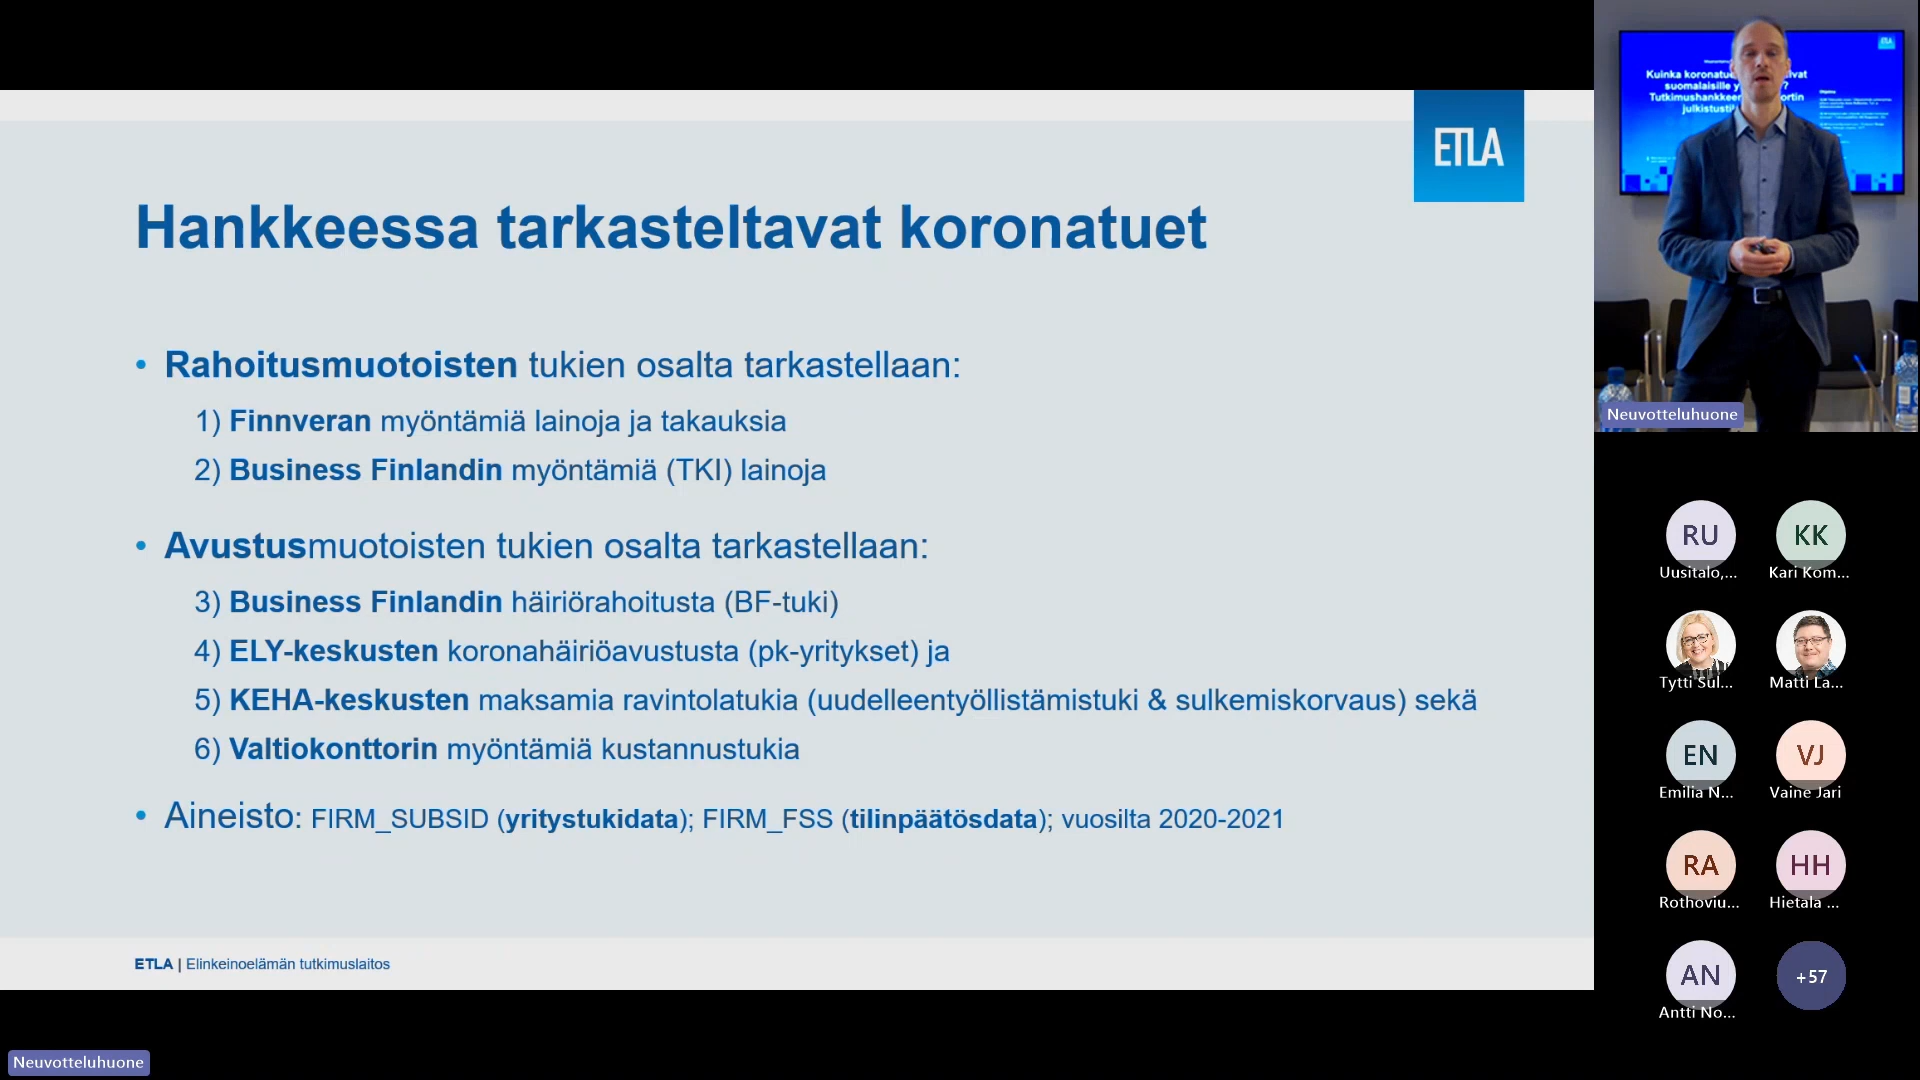 ETLA
Hankkeessa tarkasteltavat koronatuet
• Rahoitusmuotoisten tukien osalta tarkastellaan:
1) Finnveran myöntämiä lainoja ja takauksia
2) Business Finlandin myöntämiä (TKI) lainoja
• Avustusmuotoisten tukien osalta tarkastellaan:
3) Business Finlandin häiriörahoitusta (BF-tuki)
4) ELY-keskusten koronahäiriöavustusta (pk-yritykset) ja
5) KEHA-keskusten maksamia ravintolatukia (uudelleentyöllistämistuki & sulkemiskorvaus) sekä
6) Valtiokonttorin myöntämiä kustannustukia
• Aineisto: FIRM_SUBSID (yritystukidata); FIRM_FSS (tilinpäätösdata); vuosilta 2020-2021
ETLA | Elinkeinoelämän tutkimuslaitos
Neuvotteluhuone
ETLA
Kuinka
suomalaisille
julkistusti
Neuvotteluhuone
RU
KK
Uusitalo,...
Kari Kom...
Tytti Sul...
Matti La...
EN
VJ
Emilia N...
Vaine Jari
RA
HH
Rothoviu...
Hietala ...
AN
+57
Antti No...